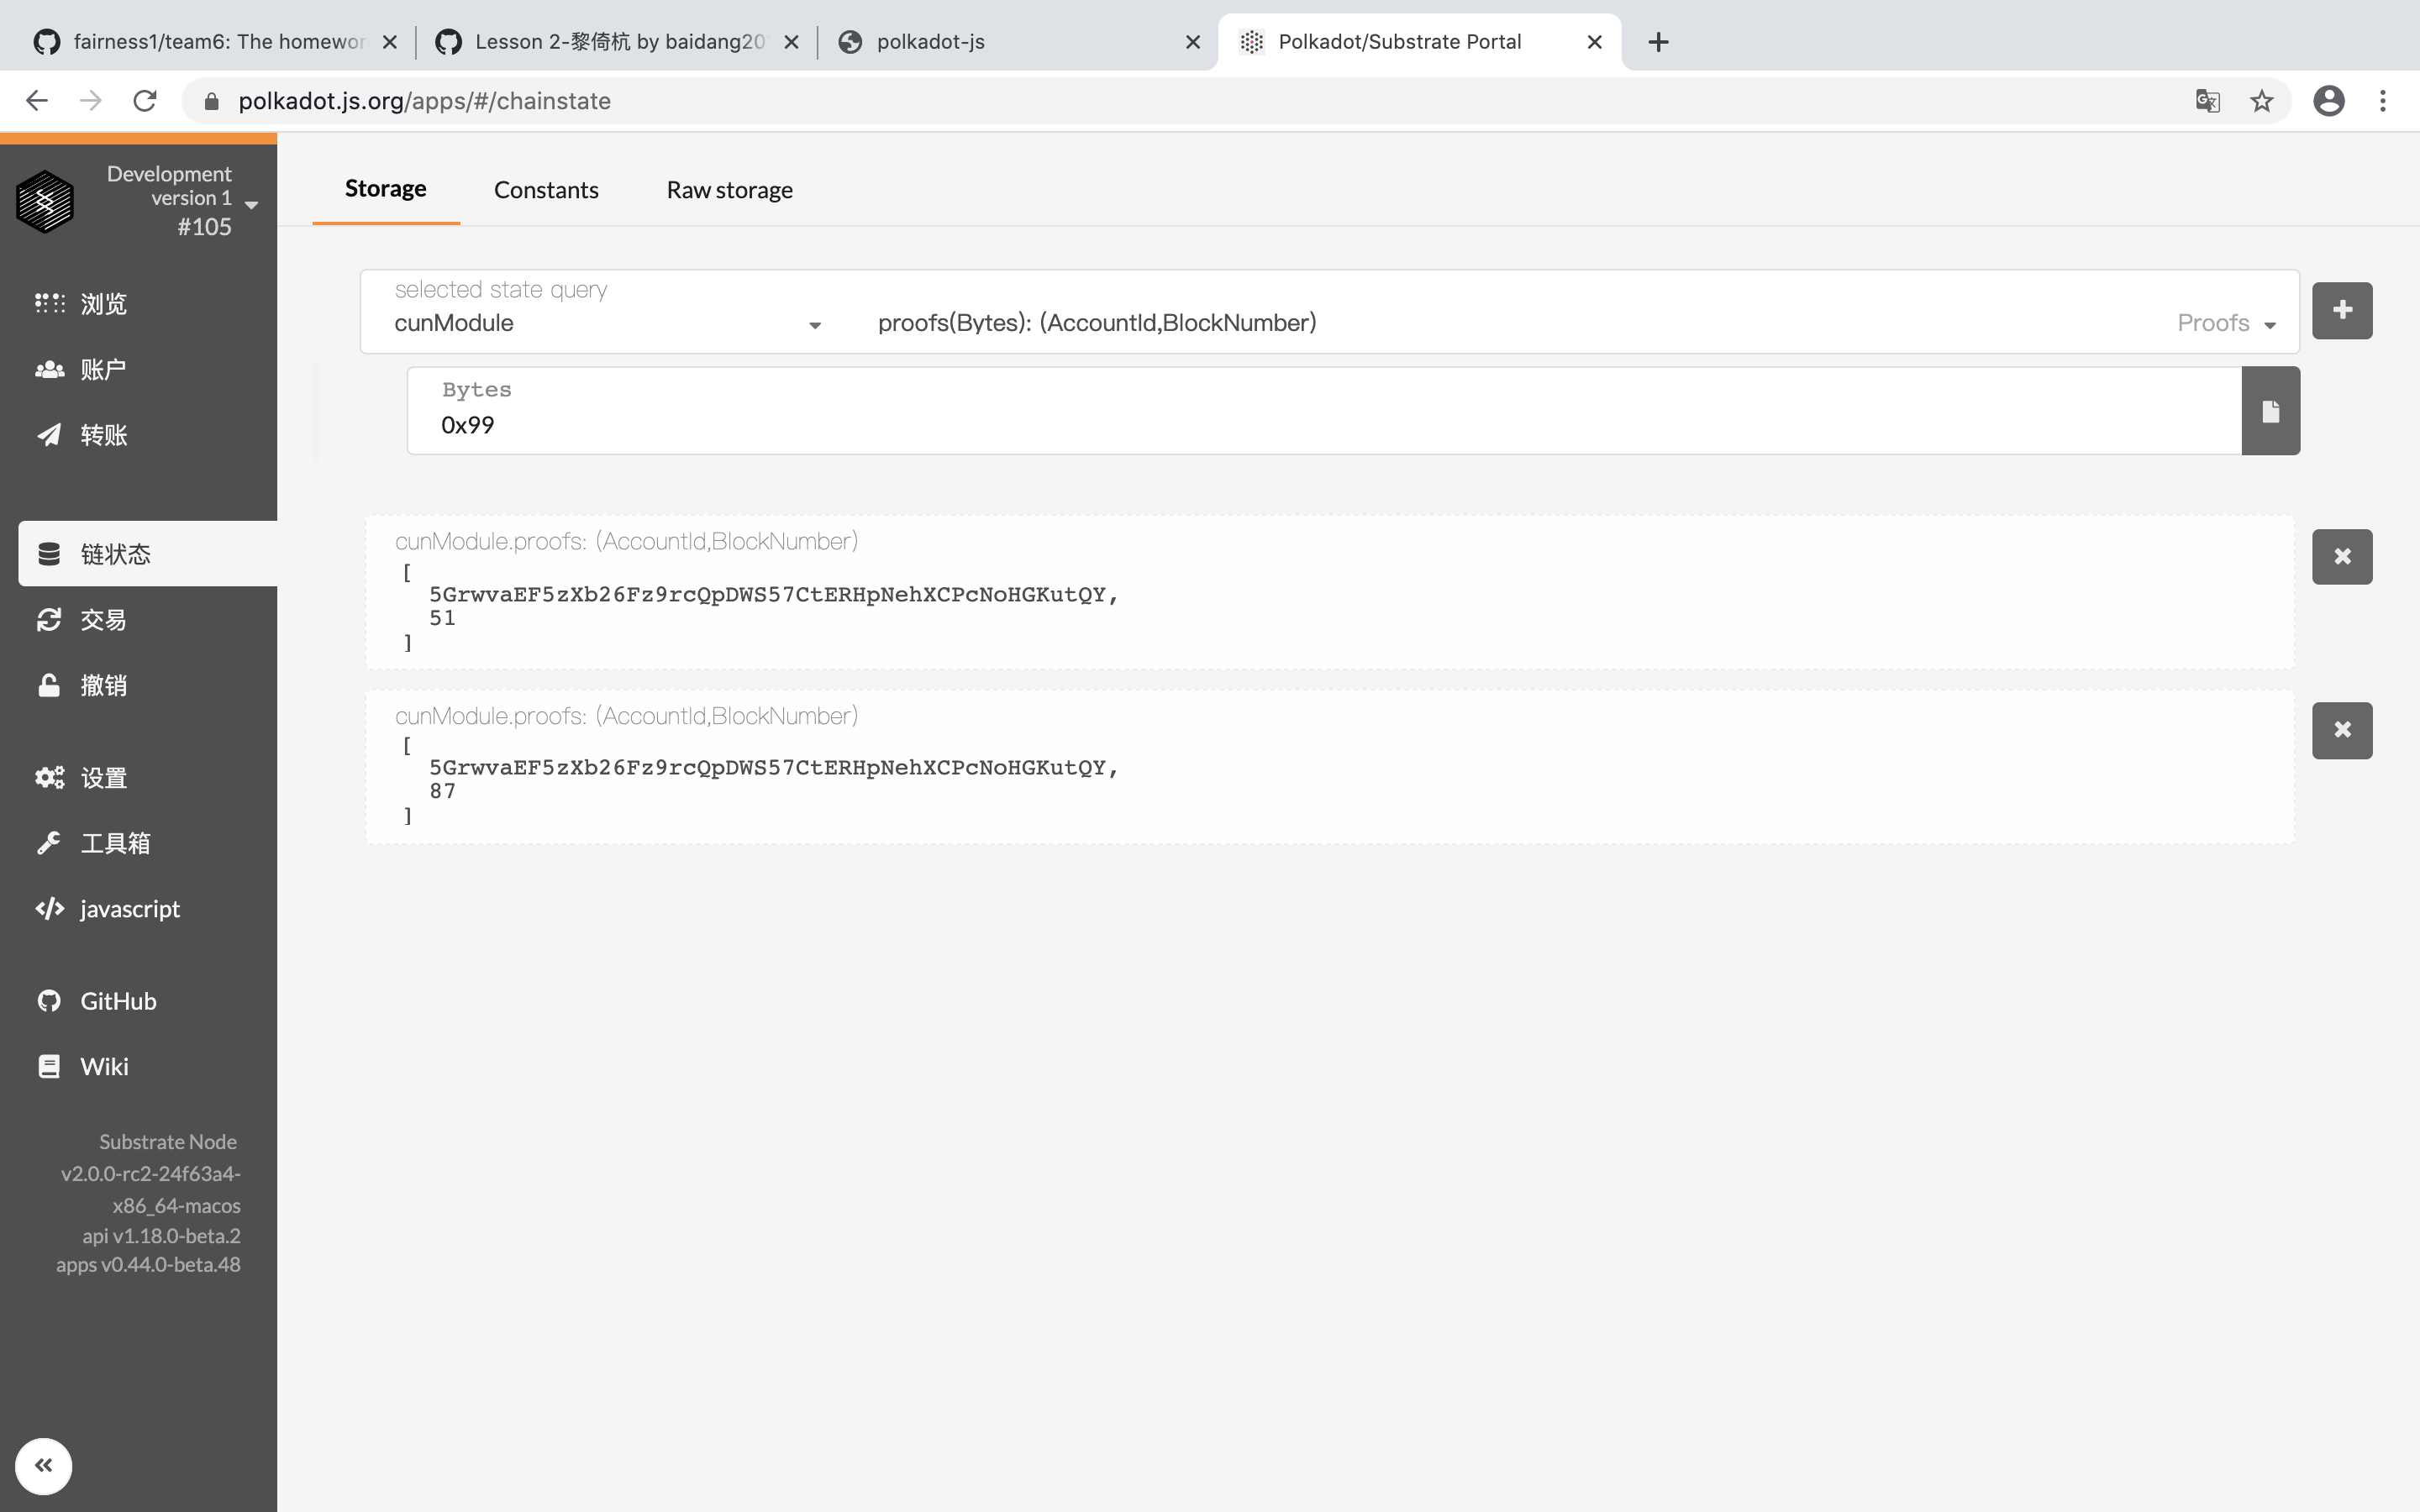 fairness1/team6: The homewor
Lesson 2-黎倚杭 by baidang20
polkadot-js
Polkadot/Substrate Portal
polkadot.js.org/apps/#/chainstate
Development
version 1
#105
浏览
账户
转账
链状态
交易
撤销
设置
工具箱
javascript
GitHub
Wiki
Substrate Node
v2.0.0-rc2-24f63a4-
x86_64-macos
api v1.18.0-beta.2
apps v0.44.0-beta.48
Storage
Constants
Raw storage
selected state query
cunModule
proofs(Bytes): (AccountId,BlockNumber)
Proofs
Bytes
0x99
cunModule.proofs: (AccountId,BlockNumber)
[
5GrwvaEF5zXb26Fz9rcQpDWS57CtERHpNehXCPcNoHGKutQY,
51
]
cunModule.proofs: (AccountId,BlockNumber)
[
5GrwvaEF5zXb26Fz9rcQpDWS57CtERHpNehXCPcNoHGKutQY,
87
]